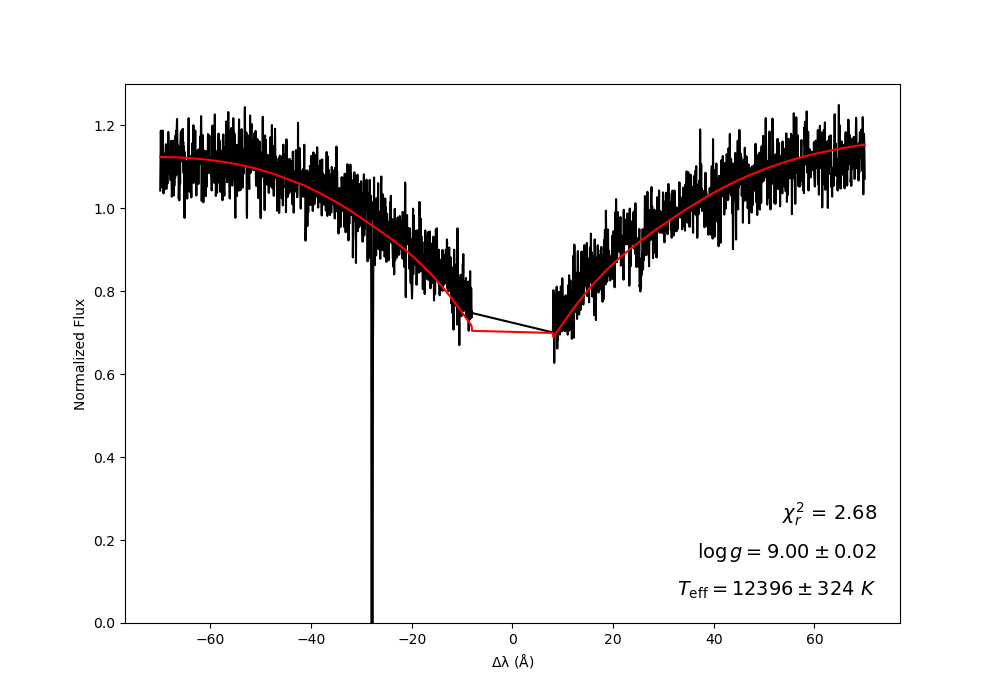 Normalized Flux
1.2
1.0
0.8
0.6
0.4
0.2
0.0
χ²ᵣ = 2.68
log g = 9.00 ± 0.02
T_eff = 12396 ± 324 K
−60 −40 −20 0 20 40 60
Δλ (Å)